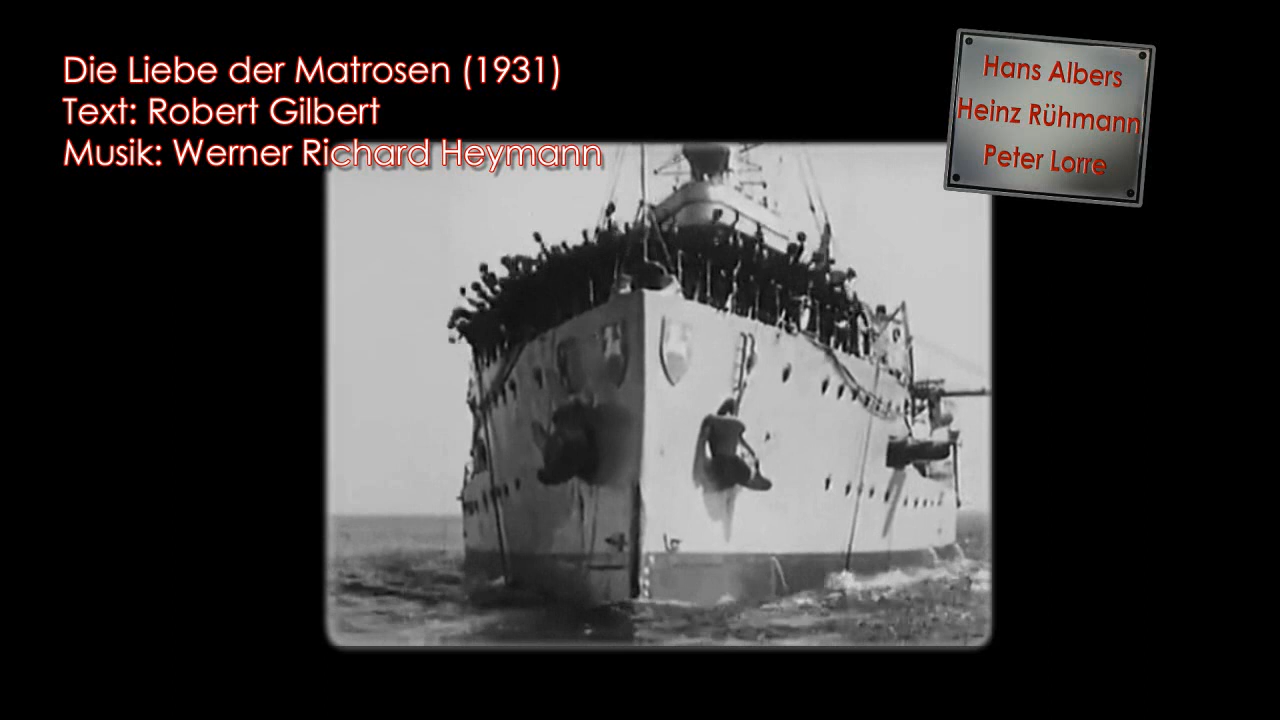 Die Liebe der Matrosen (1931)
Text: Robert Gilbert
Musik: Werner Richard Heymann
Hans Albers
Heinz Rühmann
Peter Lorre